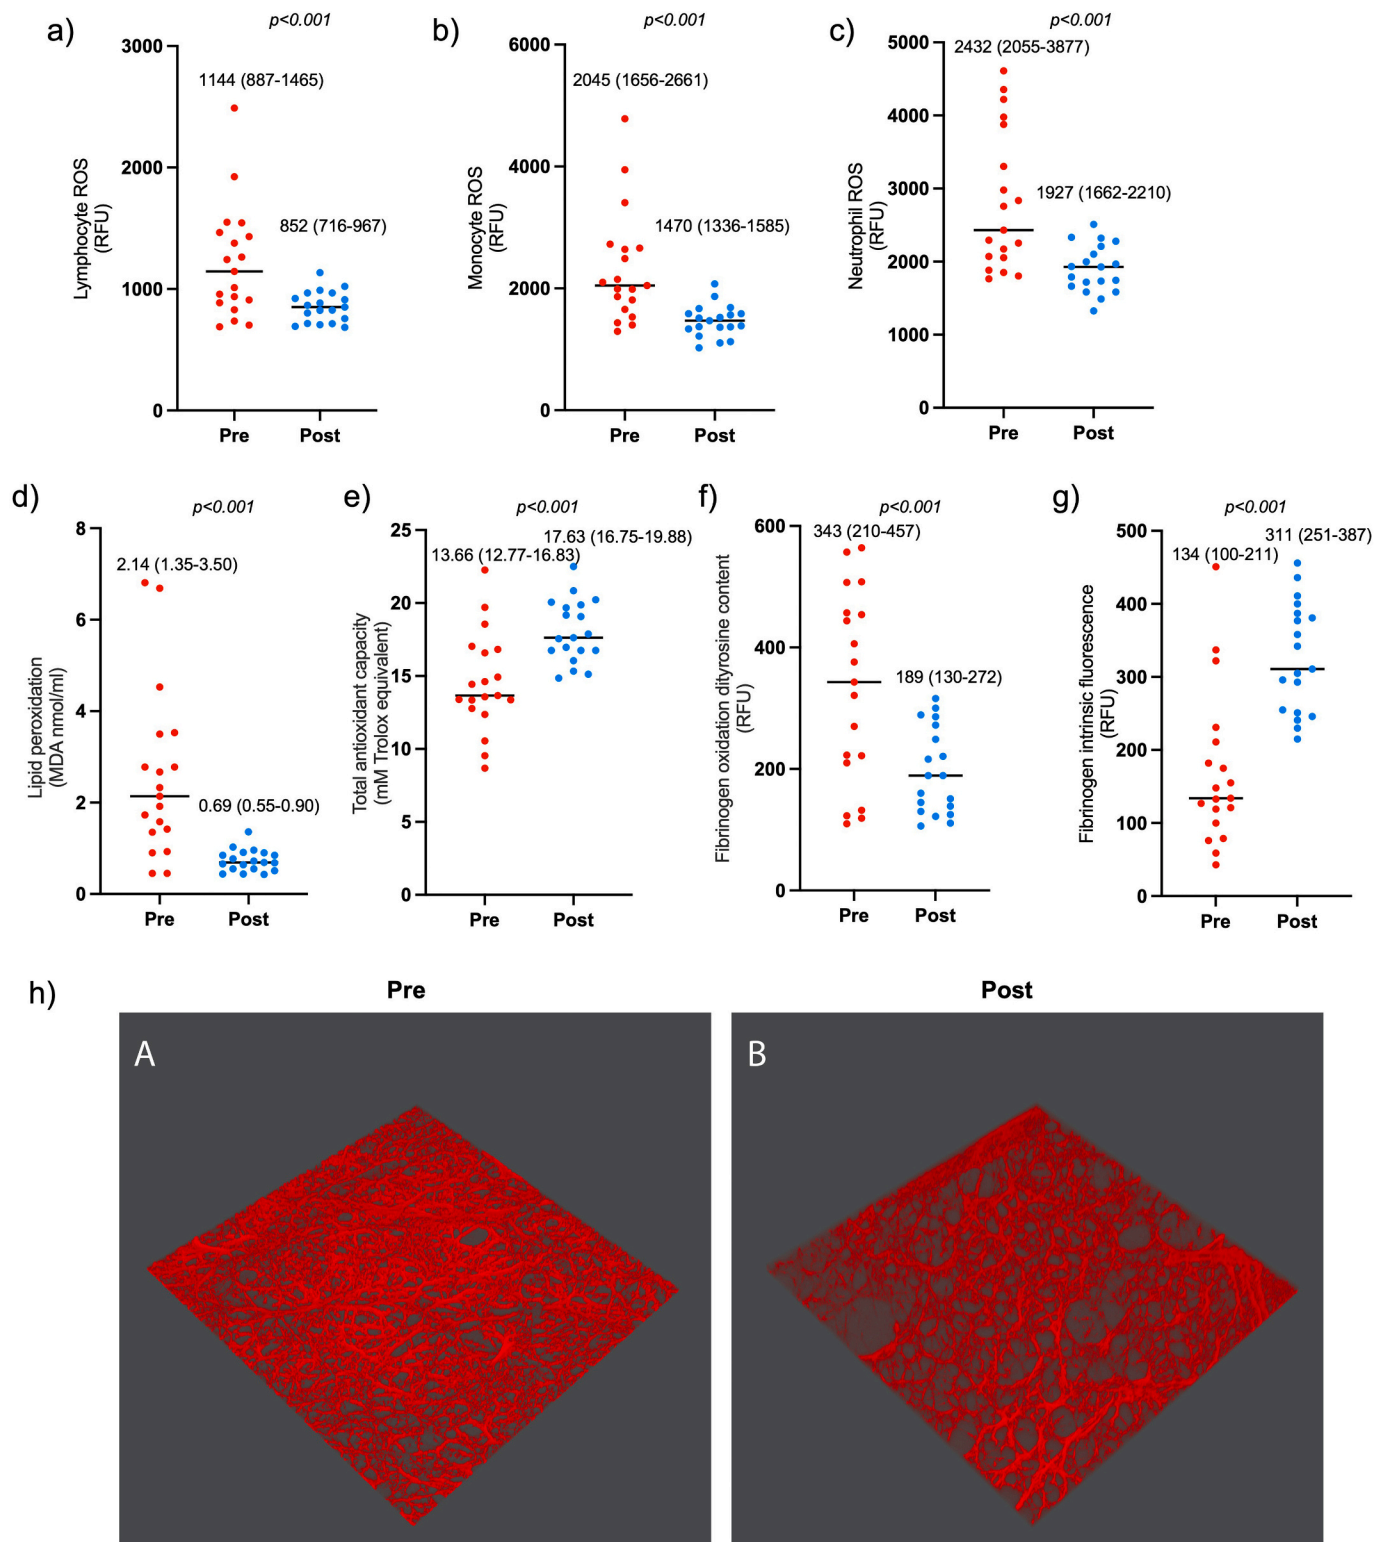 a)
p<0.001
3000
2000
1000
0
Lymphocyte ROS
(RFU)
1144 (887-1465)
852 (716-967)
Pre
Post
b)
p<0.001
6000
4000
2000
0
Monocyte ROS
(RFU)
2045 (1656-2661)
1470 (1336-1585)
Pre
Post
c)
p<0.001
5000
4000
3000
2000
1000
0
Neutrophil ROS
(RFU)
2432 (2055-3877)
1927 (1662-2210)
Pre
Post
d)
p<0.001
8
6
4
2
0
Lipid peroxidation
(MDA nmol/ml)
2.14 (1.35-3.50)
0.69 (0.55-0.90)
Pre
Post
e)
p<0.001
25
20
15
10
5
0
Total antioxidant capacity
(mM Trolox equivalent)
13.66 (12.77-16.83)
17.63 (16.75-19.88)
Pre
Post
f)
p<0.001
600
400
200
0
Fibrinogen oxidation dityrosine content
(RFU)
343 (210-457)
189 (130-272)
Pre
Post
g)
p<0.001
500
400
300
200
100
0
Fibrinogen intrinsic fluorescence
(RFU)
134 (100-211)
311 (251-387)
Pre
Post
h)
Pre
Post
A
B